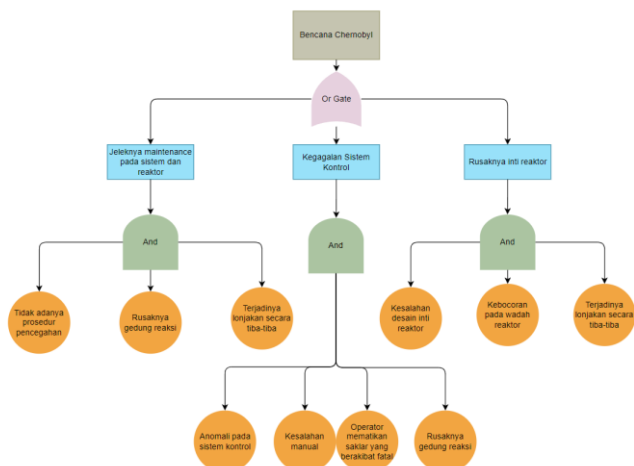 Bencana Chernobyl
Or Gate
Jeleknya maintenance
pada sistem dan
reaktor
Kegagalan Sistem
Kontrol
Rusaknya inti reaktor
And
And
And
Tidak adanya
prosedur
pencegahan
Rusaknya
gedung reaksi
Terjadinya
lonjakan secara
tiba-tiba
Kesalahan
desain inti
reaktor
Kebocoran
pada wadah
reaktor
Terjadinya
lonjakan secara
tiba-tiba
Anomali pada
sistem kontrol
Kesalahan
manual
Operator
mematikan
saklar yang
berakibat fatal
Rusaknya
gedung reaksi